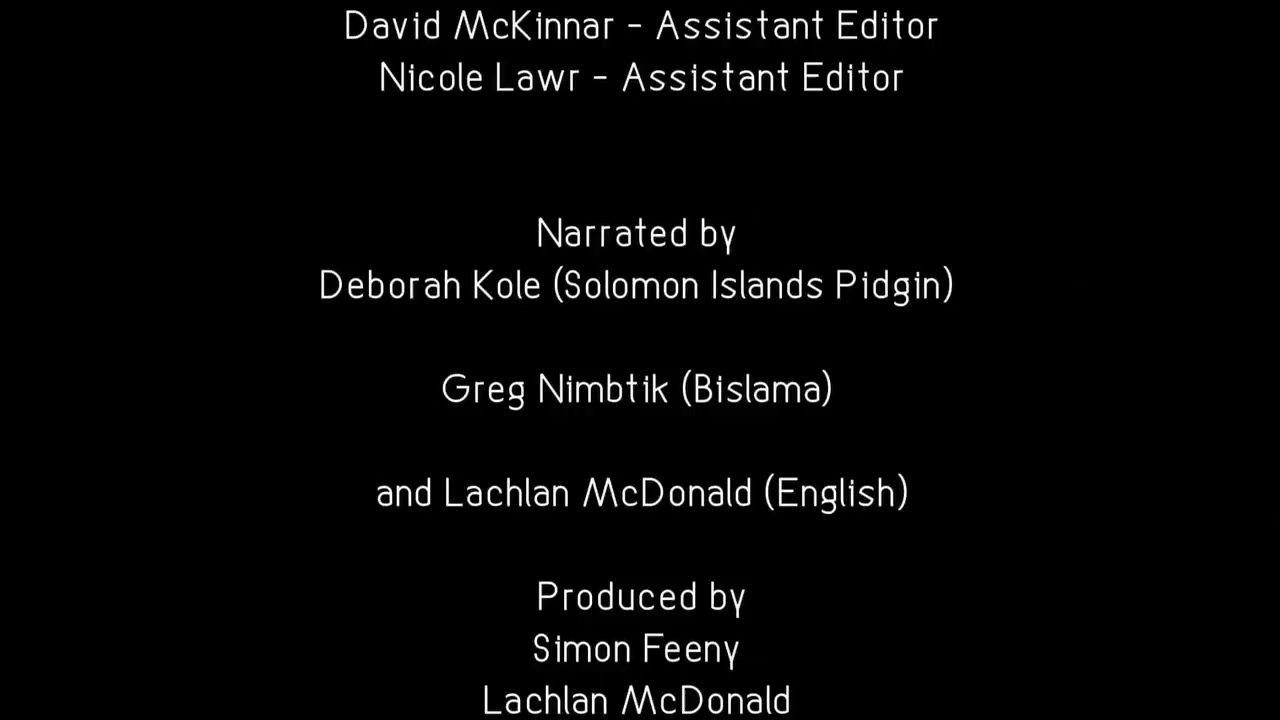 David McKinnar - Assistant Editor
Nicole Lawr - Assistant Editor
Narrated by
Deborah Kole (Solomon Islands Pidgin)
Greg Nimbtik (Bislama)
and Lachlan McDonald (English)
Produced by
Simon Feeny
Lachlan McDonald